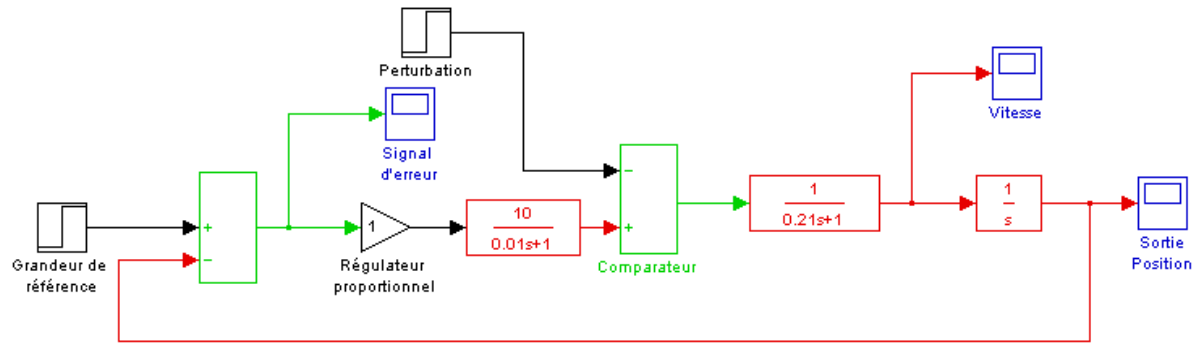 Perturbation
Vitesse
Signal
d'erreur
+
-
Grandeur de
référence
1
Régulateur
proportionnel
10
0.01s+1
-
+
Comparateur
1
0.21s+1
1
s
Sortie
Position